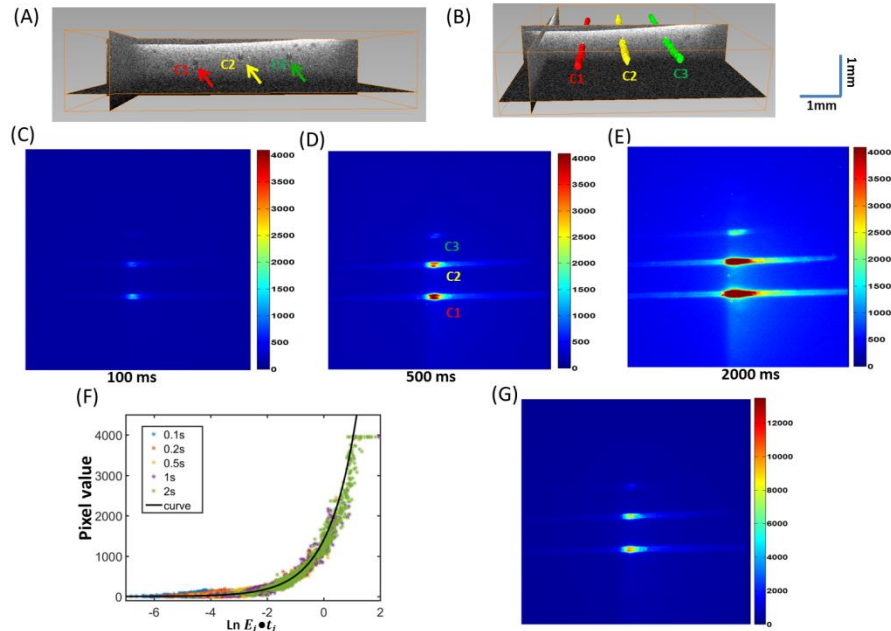 (A)
C1
C2
C3
(B)
C1
C2
C3
1mm
1mm
(C)
4000
3500
3000
2500
2000
1500
1000
500
0
100 ms
(D)
C3
C2
C1
4000
3500
3000
2500
2000
1500
1000
500
0
500 ms
(E)
4000
3500
3000
2500
2000
1500
1000
500
0
2000 ms
(F)
Pixel value
4000
3000
2000
1000
0
0.1s
0.2s
0.5s
1s
2s
curve
-6 -4 -2 0 2
Ln E_i•t_i
(G)
12000
10000
8000
6000
4000
2000
0